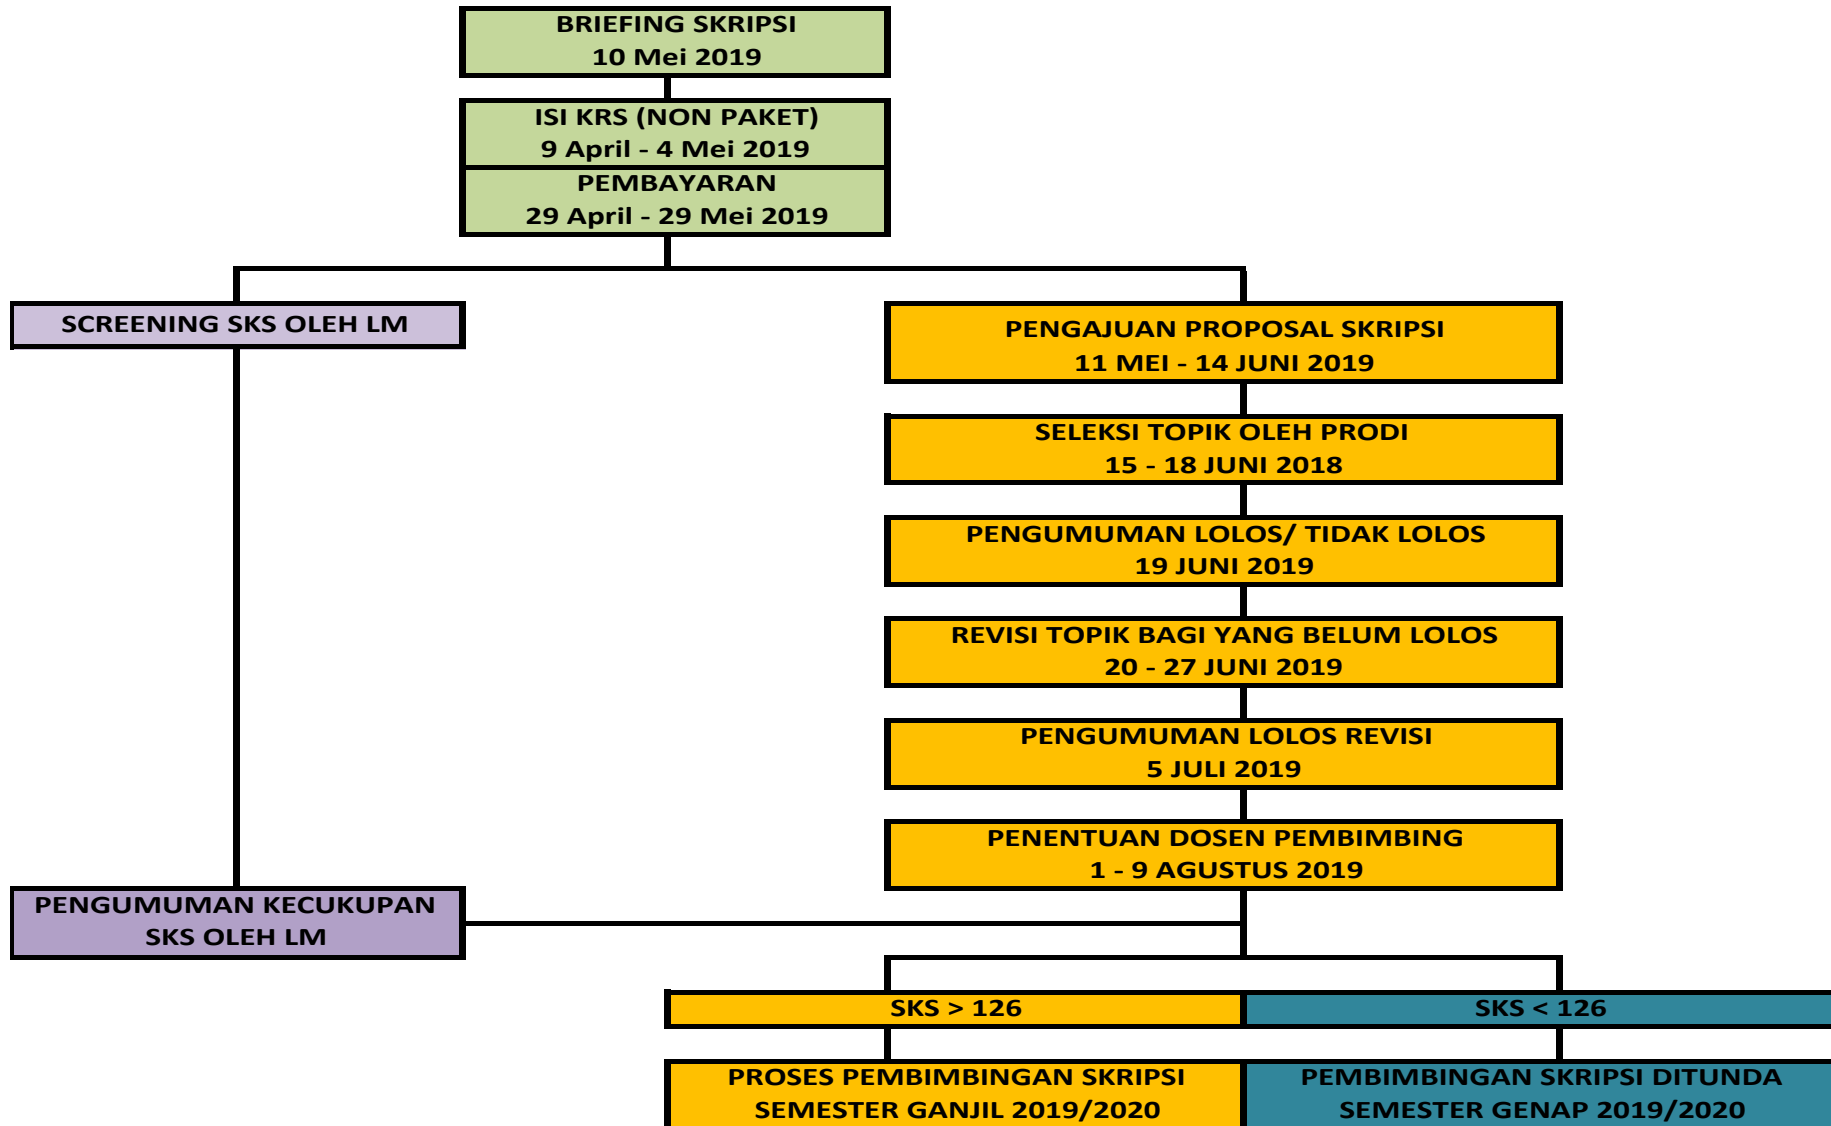 BRIEFING SKRIPSI
10 Mei 2019
ISI KRS (NON PAKET)
9 April - 4 Mei 2019
PEMBAYARAN
29 April - 29 Mei 2019
SCREENING SKS OLEH LM
PENGAJUAN PROPOSAL SKRIPSI
11 MEI - 14 JUNI 2019
SELEKSI TOPIK OLEH PRODI
15 - 18 JUNI 2018
PENGUMUMAN LOLOS/ TIDAK LOLOS
19 JUNI 2019
REVISI TOPIK BAGI YANG BELUM LOLOS
20 - 27 JUNI 2019
PENGUMUMAN LOLOS REVISI
5 JULI 2019
PENENTUAN DOSEN PEMBIMBING
1 - 9 AGUSTUS 2019
PENGUMUMAN KECUKUPAN
SKS OLEH LM
SKS > 126
SKS < 126
PROSES PEMBIMBINGAN SKRIPSI
SEMESTER GANJIL 2019/2020
PEMBIMBINGAN SKRIPSI DITUNDA
SEMESTER GENAP 2019/2020